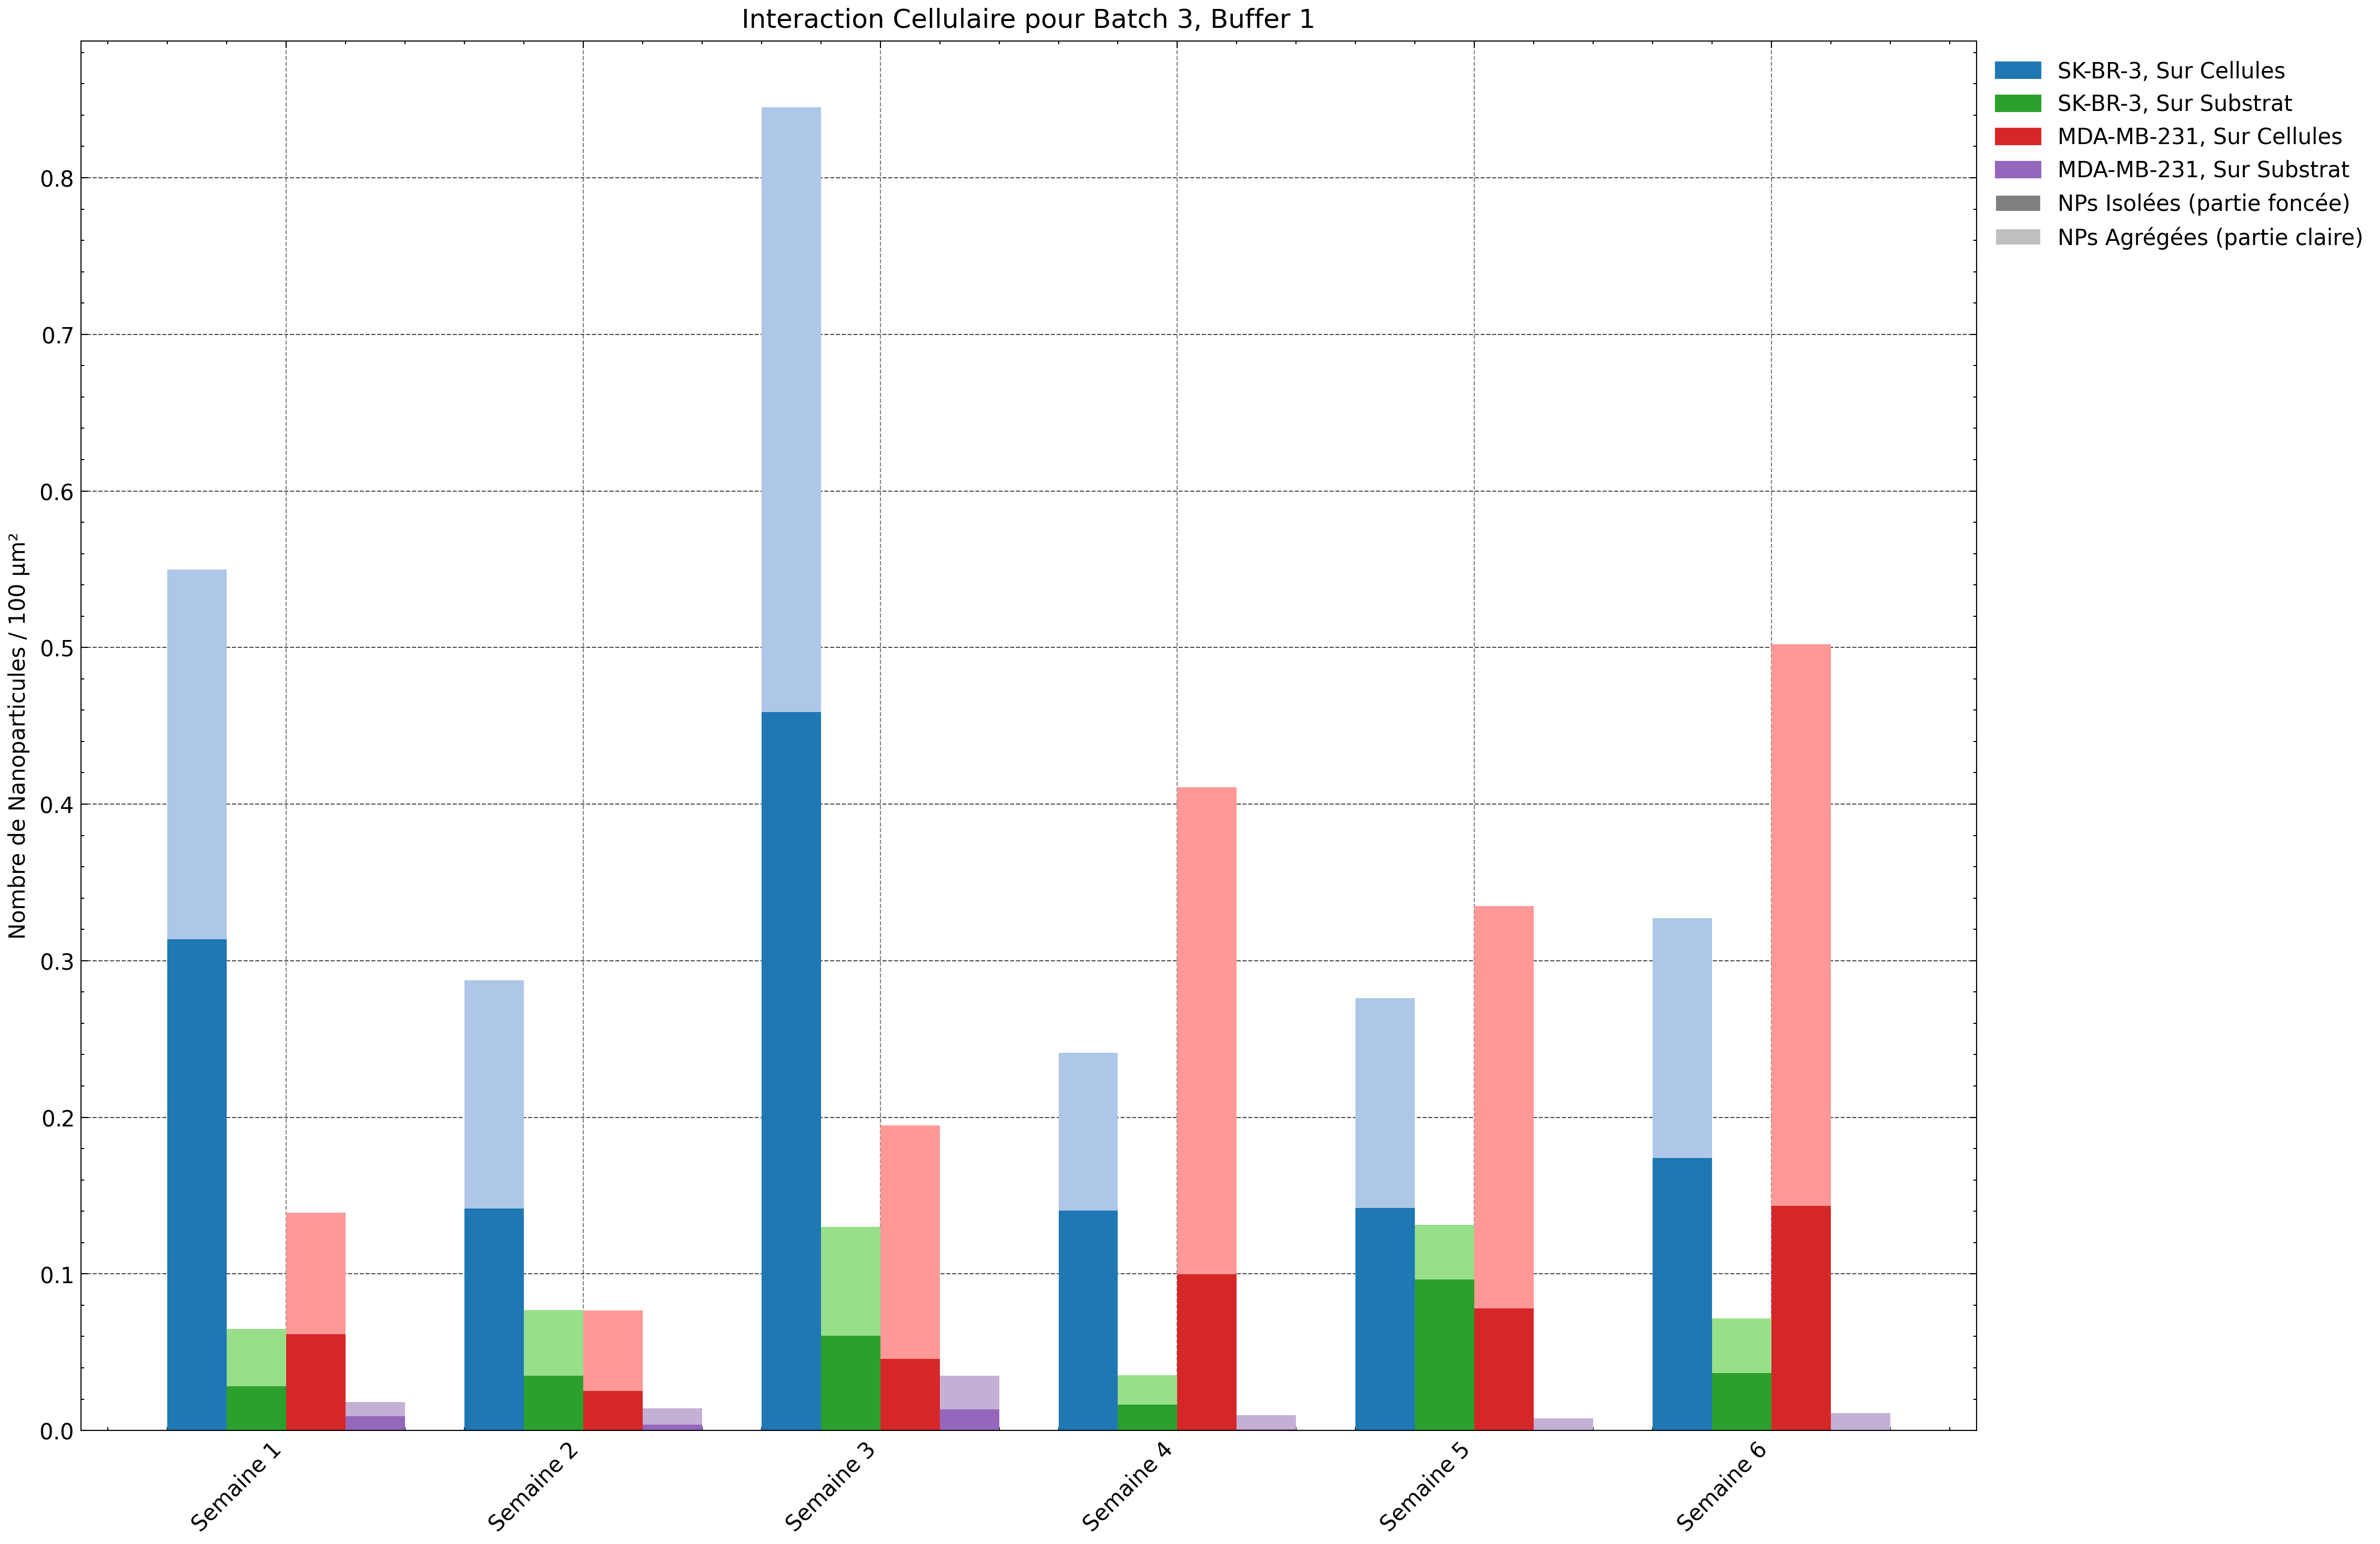 Interaction Cellulaire pour Batch 3, Buffer 1
SK-BR-3, Sur Cellules
SK-BR-3, Sur Substrat
MDA-MB-231, Sur Cellules
MDA-MB-231, Sur Substrat
NPs Isolées (partie foncée)
NPs Agrégées (partie claire)
Nombre de Nanoparticules / 100 µm²
0.8
0.7
0.6
0.5
0.4
0.3
0.2
0.1
0.0
Semaine 1
Semaine 2
Semaine 3
Semaine 4
Semaine 5
Semaine 6